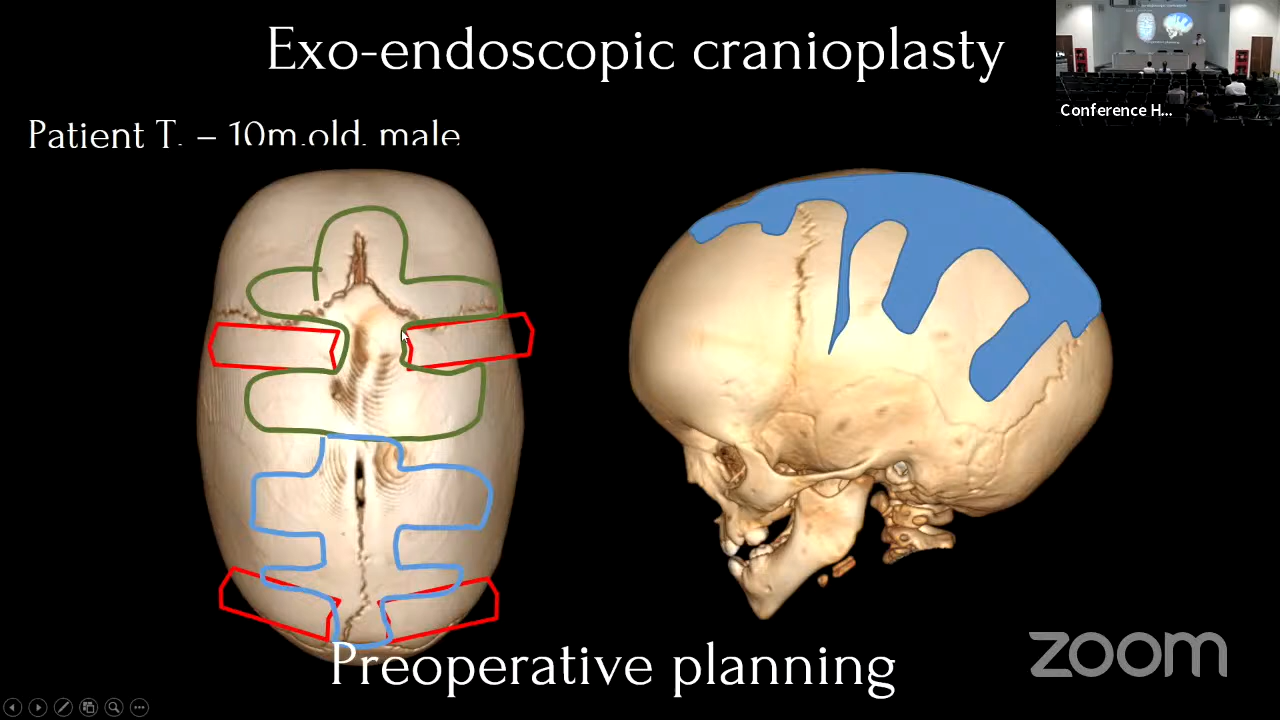 Exo-endoscopic cranioplasty
Conference H...
Patient T. – 10m.old. male
Preoperative planning
zoom